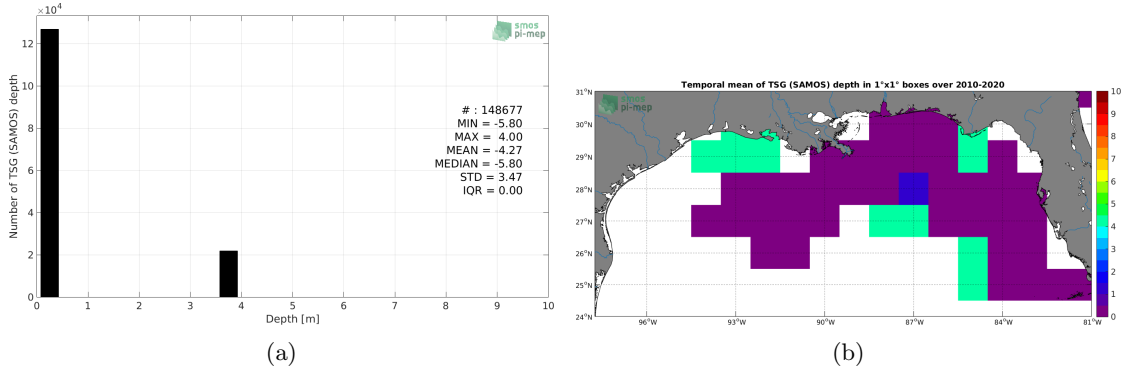 ×10⁴
12
10
8
6
4
2
0
0 1 2 3 4 5 6 7 8 9 10
Number of TSG (SAMOS) depth
Depth [m]
smos
pi-mep
# : 148677
MIN = -5.80
MAX = 4.00
MEAN = -4.27
MEDIAN = -5.80
STD = 3.47
IQR = 0.00
(a)
Temporal mean of TSG (SAMOS) depth in 1°x1° boxes over 2010-2020
smos
pi-mep
31°N
30°N
29°N
28°N
27°N
26°N
25°N
24°N
96°W 93°W 90°W 87°W 84°W 81°W
10
9
8
7
6
5
4
3
2
1
0
(b)